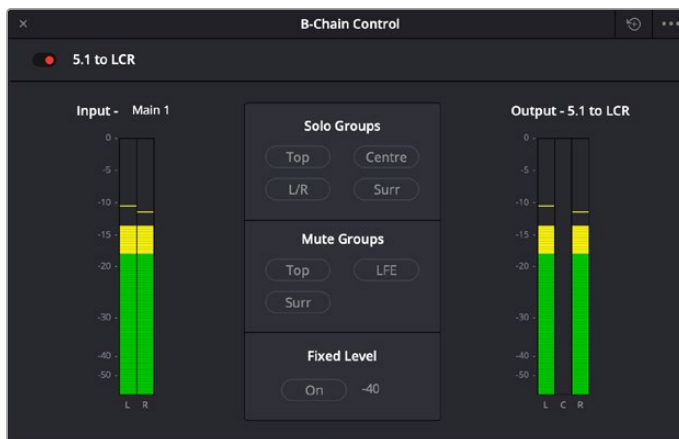 B-Chain Control
5.1 to LCR
Input - Main 1
0
-5
-10
-15
-20
-30
-40
-50
L R
Solo Groups
Top Centre
L/R Surr
Mute Groups
Top LFE
Surr
Fixed Level
On -40
Output - 5.1 to LCR
0
-5
-10
-15
-20
-30
-40
-50
L C R